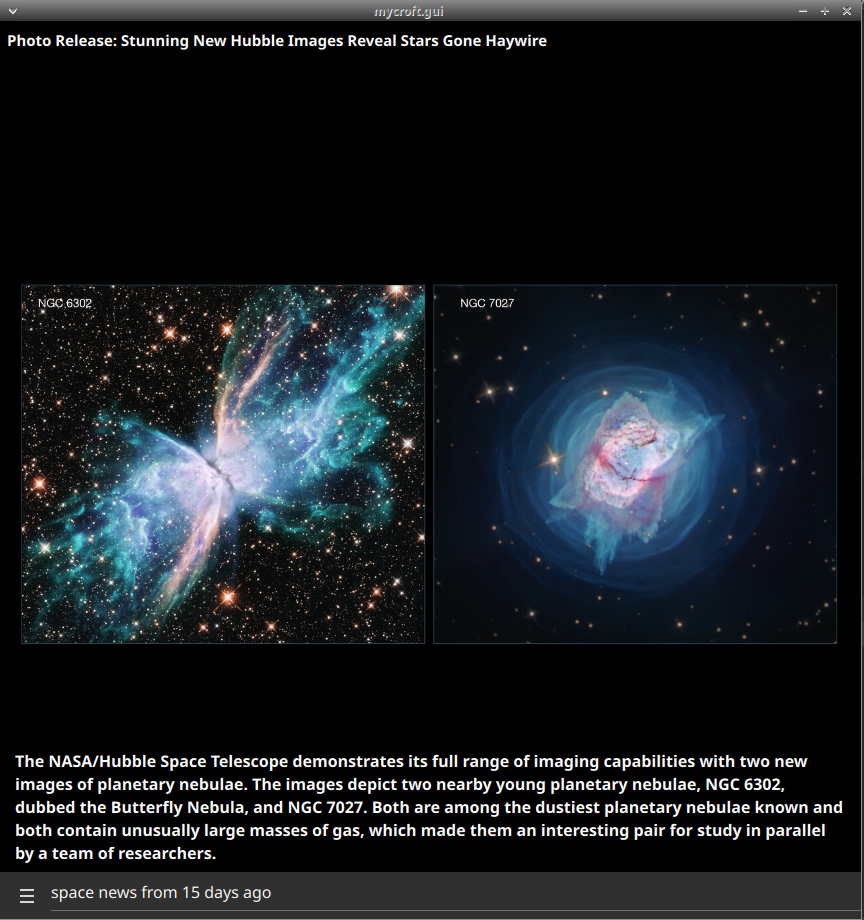 mycroft.gui
Photo Release: Stunning New Hubble Images Reveal Stars Gone Haywire
NGC 6302
NGC 7027
The NASA/Hubble Space Telescope demonstrates its full range of imaging capabilities with two new
images of planetary nebulae. The images depict two nearby young planetary nebulae, NGC 6302,
dubbed the Butterfly Nebula, and NGC 7027. Both are among the dustiest planetary nebulae known and
both contain unusually large masses of gas, which made them an interesting pair for study in parallel
by a team of researchers.
space news from 15 days ago